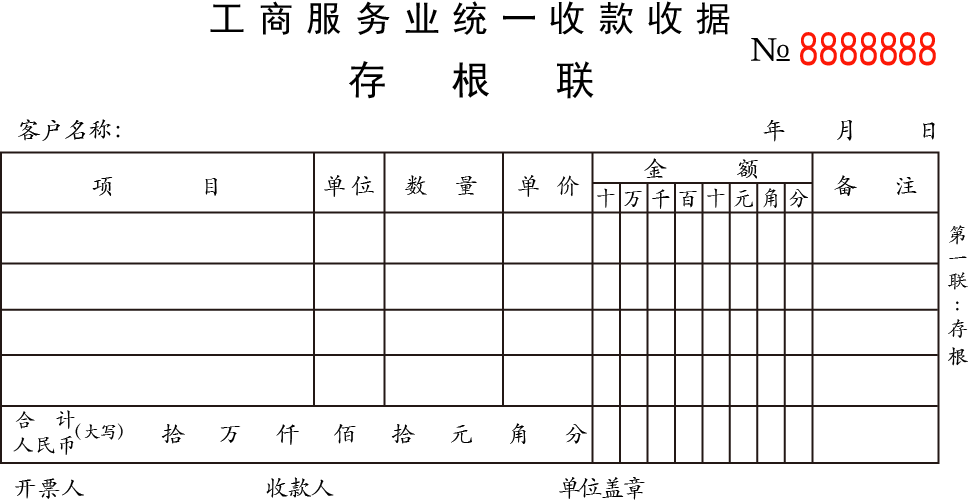 工商服务业统一收款收据
№ 8888888
存根联
客户名称： 年 月 日
项目 单位 数量 单价 金额 备注
十 万 千 百 十 元 角 分
第一联：存根
合计 人民币 (大写) 拾 万 仟 佰 拾 元 角 分
开票人 收款人 单位盖章